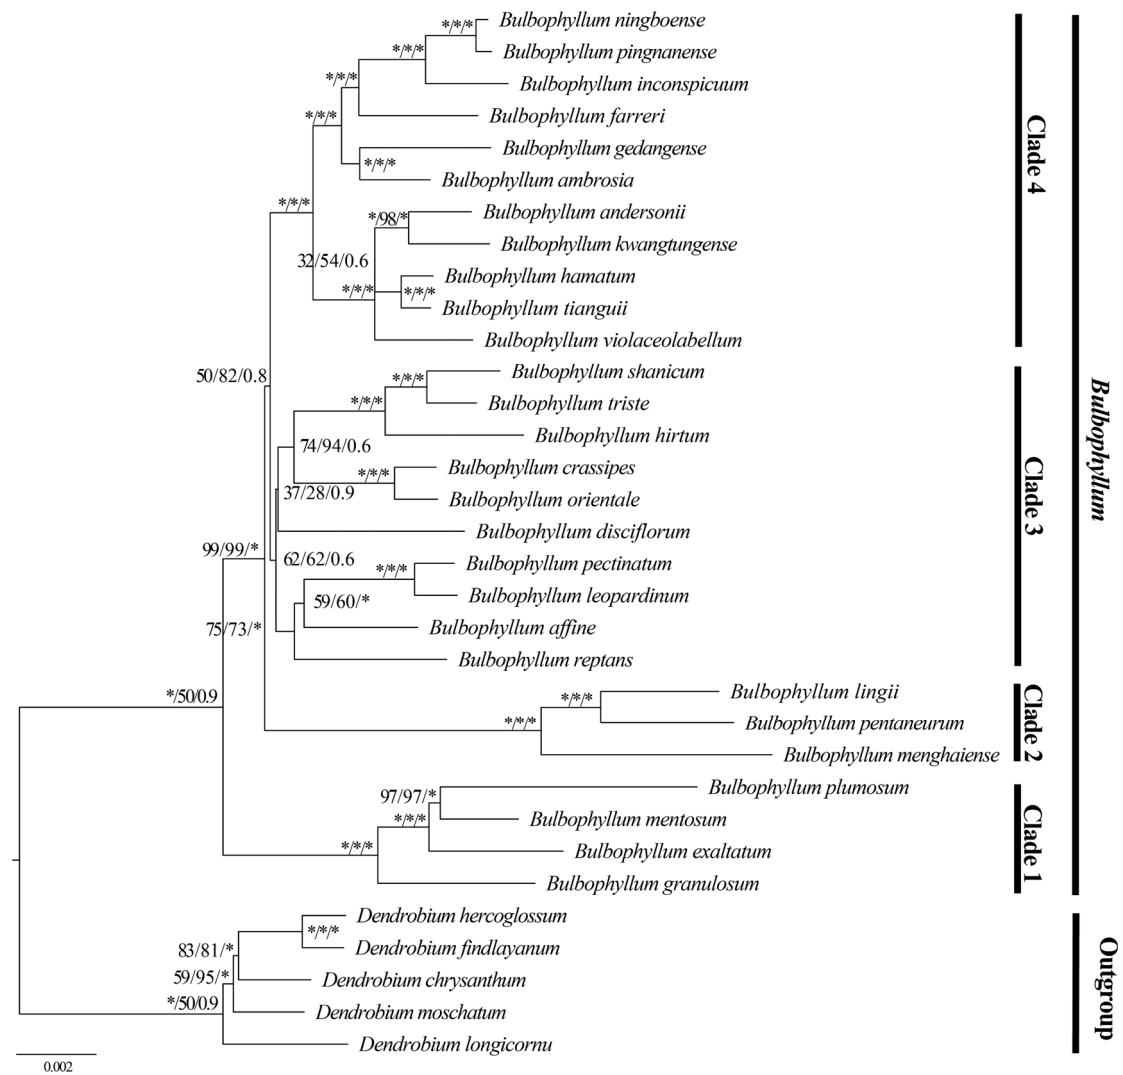 */*/*
Bulbophyllum ningboense
*/*/*
Bulbophyllum pingnanense
*/*/*
Bulbophyllum inconspicuum
*/*/*
Bulbophyllum farreri
Bulbophyllum gedangense
*/*/*
Bulbophyllum ambrosia
*/*/*
*/98/*
Bulbophyllum andersonii
Bulbophyllum kwangtungense
32/54/0.6
Bulbophyllum hamatum
*/*/*
*/*/*
Bulbophyllum tianguii
Bulbophyllum violaceolabellum
Clade 4
50/82/0.8
*/*/*
Bulbophyllum shanicum
*/*/*
Bulbophyllum triste
Bulbophyllum hirtum
74/94/0.6
*/*/*
Bulbophyllum crassipes
37/28/0.9
Bulbophyllum orientale
Bulbophyllum disciflorum
99/99/*
62/62/0.6
*/*/*
Bulbophyllum pectinatum
59/60/*
Bulbophyllum leopardinum
75/73/*
Bulbophyllum affine
Bulbophyllum reptans
Clade 3
Bulbophyllum
*/50/0.9
*/*/*
Bulbophyllum lingii
*/*/*
Bulbophyllum pentaneurum
Bulbophyllum menghaiense
Clade 2
97/97/*
Bulbophyllum plumosum
*/*/*
Bulbophyllum mentosum
*/*/*
Bulbophyllum exaltatum
Bulbophyllum granulosum
Clade 1
Dendrobium hercoglossum
*/*/*
83/81/*
Dendrobium findlayanum
59/95/*
Dendrobium chrysanthum
*/50/0.9
Dendrobium moschatum
Dendrobium longicornu
Outgroup
0.002